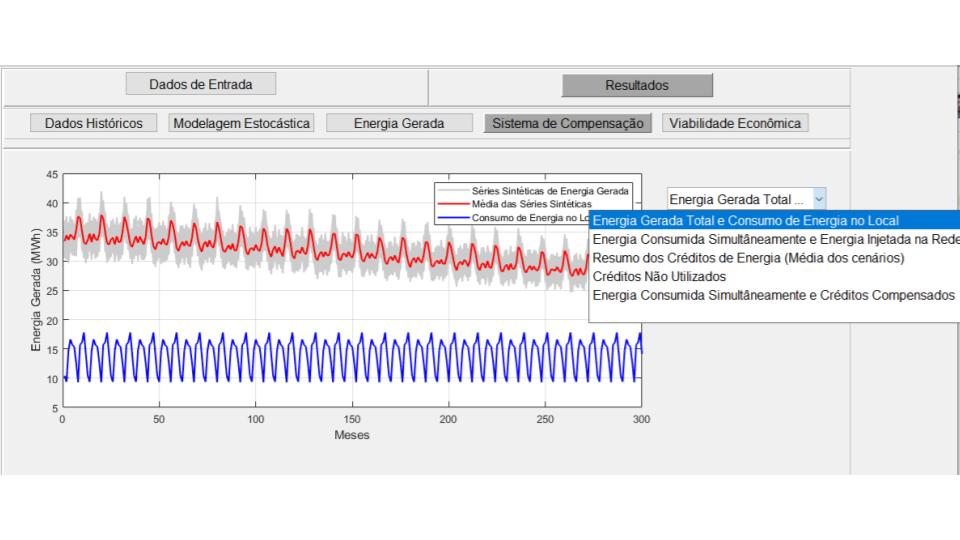 Dados de Entrada
Resultados
Dados Históricos
Modelagem Estocástica
Energia Gerada
Sistema de Compensação
Viabilidade Econômica
Energia Gerada (MWh)
45
40
35
30
25
20
15
10
5
0
50
100
150
200
250
300
Meses
Séries Sintéticas de Energia Gerada
Média das Séries Sintéticas
Consumo de Energia no Lo
Energia Gerada Total ...
Energia Gerada Total e Consumo de Energia no Local
Energia Consumida Simultâneamente e Energia Injetada na Rede
Resumo dos Créditos de Energia (Média dos cenários)
Créditos Não Utilizados
Energia Consumida Simultâneamente e Créditos Compensados